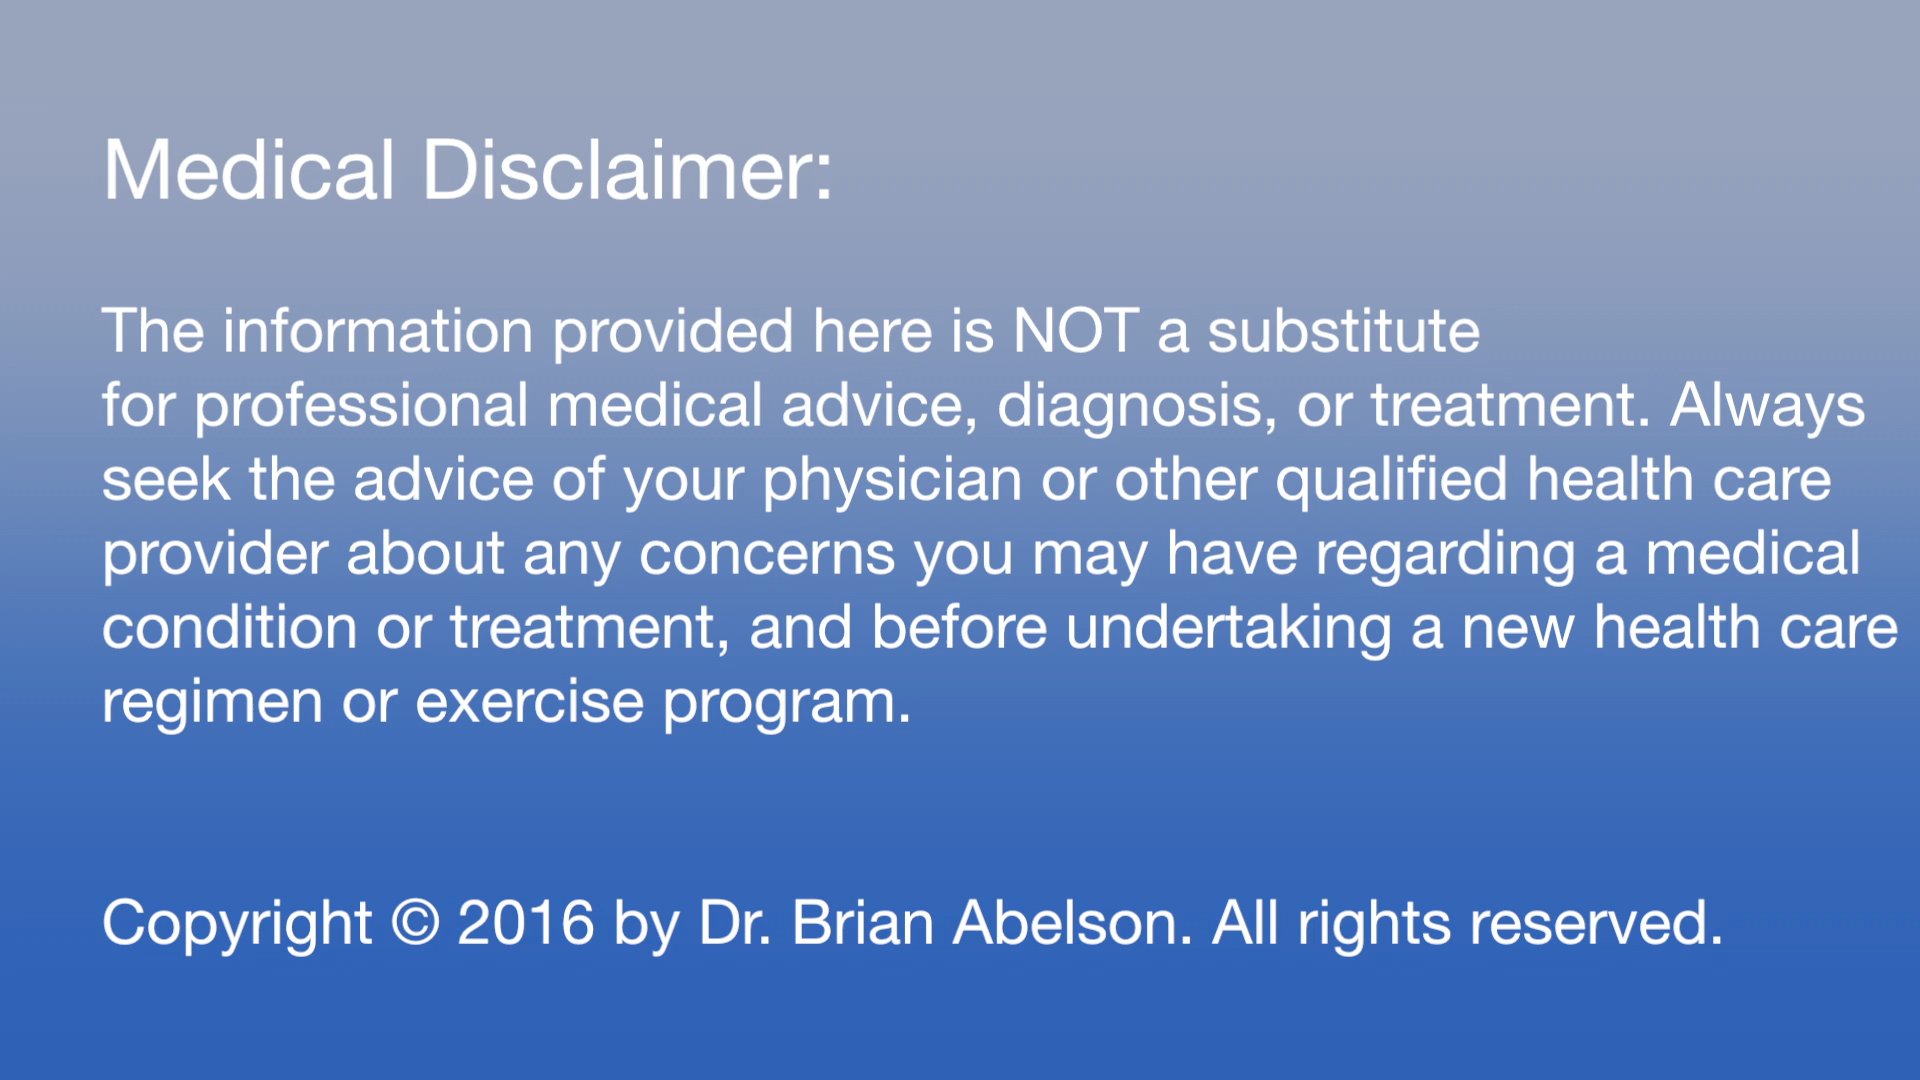 Medical Disclaimer:
The information provided here is NOT a substitute
for professional medical advice, diagnosis, or treatment. Always
seek the advice of your physician or other qualified health care
provider about any concerns you may have regarding a medical
condition or treatment, and before undertaking a new health care
regimen or exercise program.
Copyright © 2016 by Dr. Brian Abelson. All rights reserved.